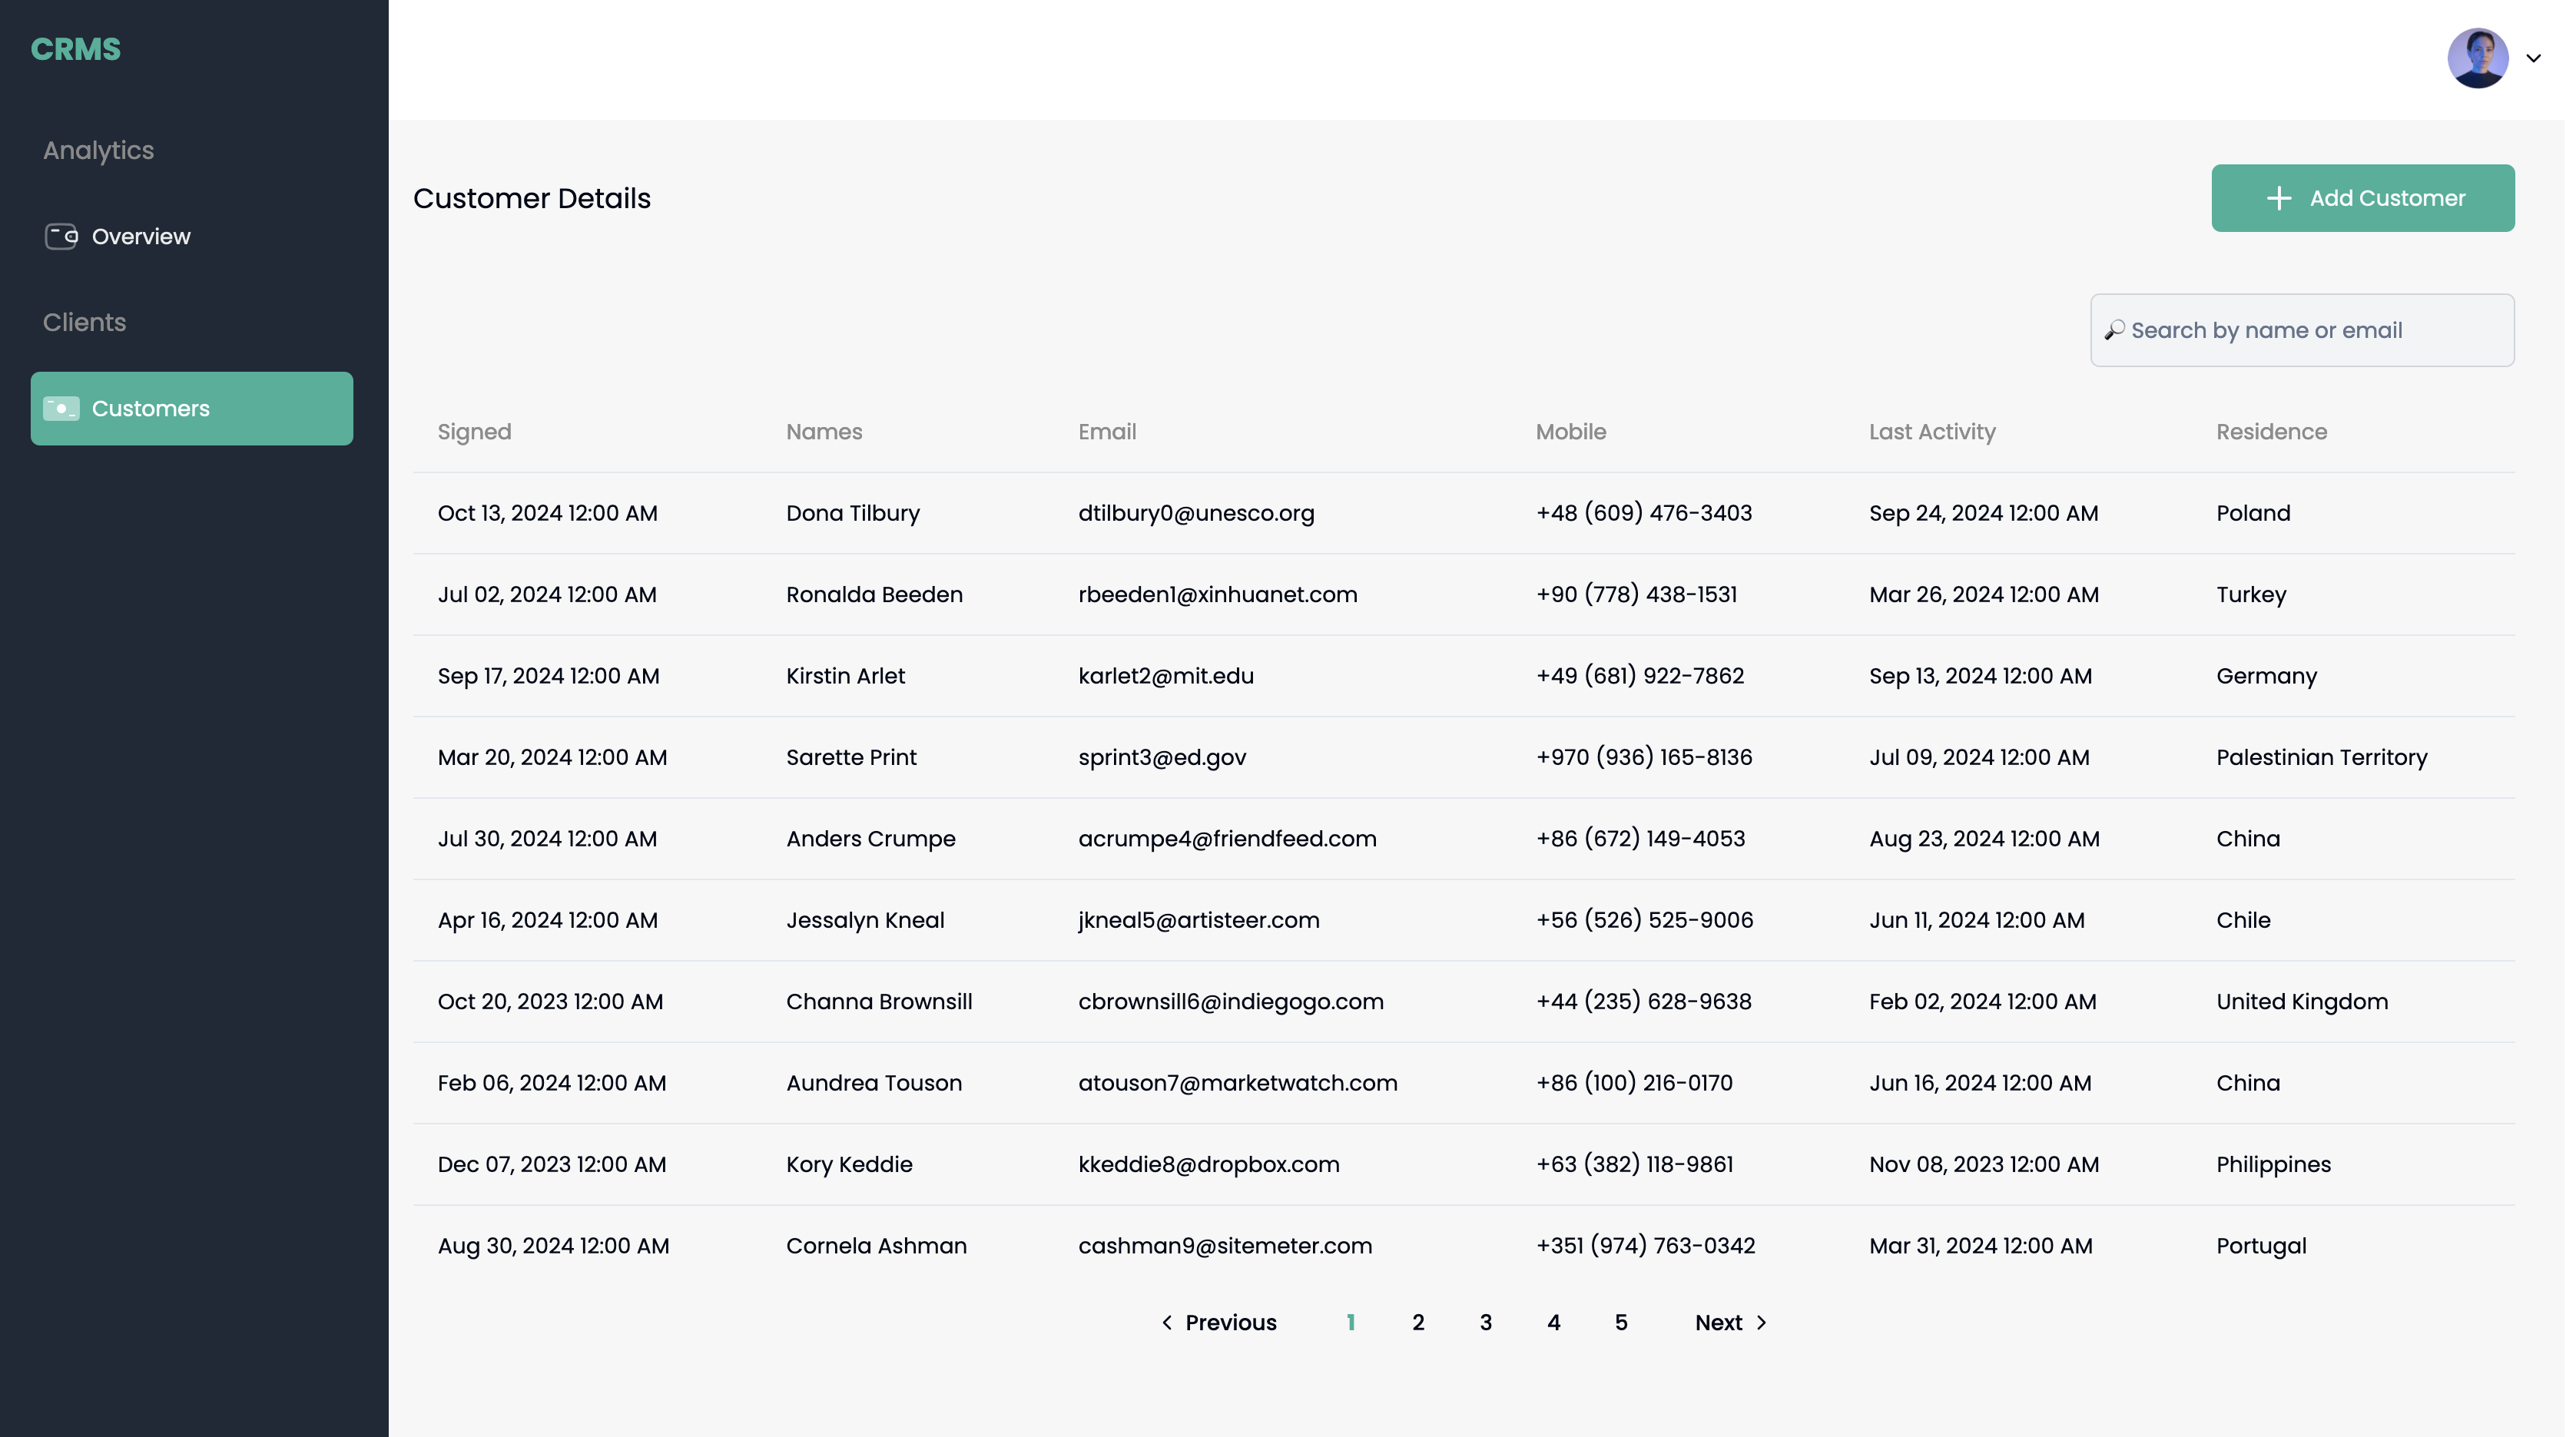 CRMS
Analytics
Overview
Clients
Customers
Customer Details
Add Customer
Search by name or email
Signed Names Email Mobile Last Activity Residence
Oct 13, 2024 12:00 AM Dona Tilbury dtilbury0@unesco.org +48 (609) 476-3403 Sep 24, 2024 12:00 AM Poland
Jul 02, 2024 12:00 AM Ronalda Beeden rbeeden1@xinhuanet.com +90 (778) 438-1531 Mar 26, 2024 12:00 AM Turkey
Sep 17, 2024 12:00 AM Kirstin Arlet karlet2@mit.edu +49 (681) 922-7862 Sep 13, 2024 12:00 AM Germany
Mar 20, 2024 12:00 AM Sarette Print sprint3@ed.gov +970 (936) 165-8136 Jul 09, 2024 12:00 AM Palestinian Territory
Jul 30, 2024 12:00 AM Anders Crumpe acrumpe4@friendfeed.com +86 (672) 149-4053 Aug 23, 2024 12:00 AM China
Apr 16, 2024 12:00 AM Jessalyn Kneal jkneal5@artisteer.com +56 (526) 525-9006 Jun 11, 2024 12:00 AM Chile
Oct 20, 2023 12:00 AM Channa Brownsill cbrownsill6@indiegogo.com +44 (235) 628-9638 Feb 02, 2024 12:00 AM United Kingdom
Feb 06, 2024 12:00 AM Aundrea Touson atouson7@marketwatch.com +86 (100) 216-0170 Jun 16, 2024 12:00 AM China
Dec 07, 2023 12:00 AM Kory Keddie kkeddie8@dropbox.com +63 (382) 118-9861 Nov 08, 2023 12:00 AM Philippines
Aug 30, 2024 12:00 AM Cornela Ashman cashman9@sitemeter.com +351 (974) 763-0342 Mar 31, 2024 12:00 AM Portugal
Previous 1 2 3 4 5 Next